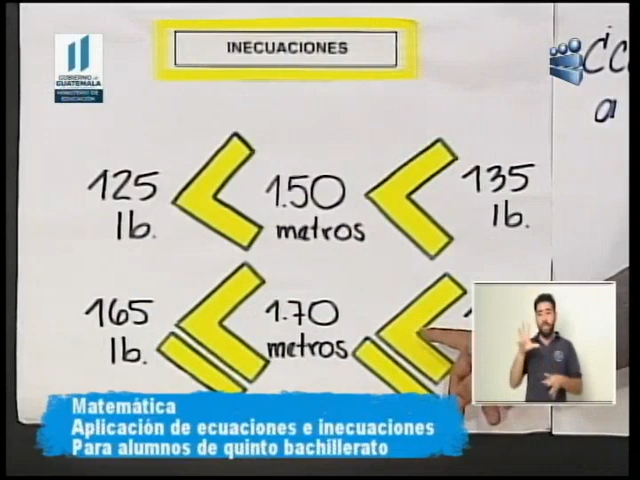 INECUACIONES
GOBIERNO de
GUATEMALA
MINISTERIO DE
EDUCACIÓN
a
125 < 1.50 < 135
lb. metros lb.
165 ≤ 1.70 ≤
lb. metros
Matemática
Aplicación de ecuaciones e inecuaciones
Para alumnos de quinto bachillerato